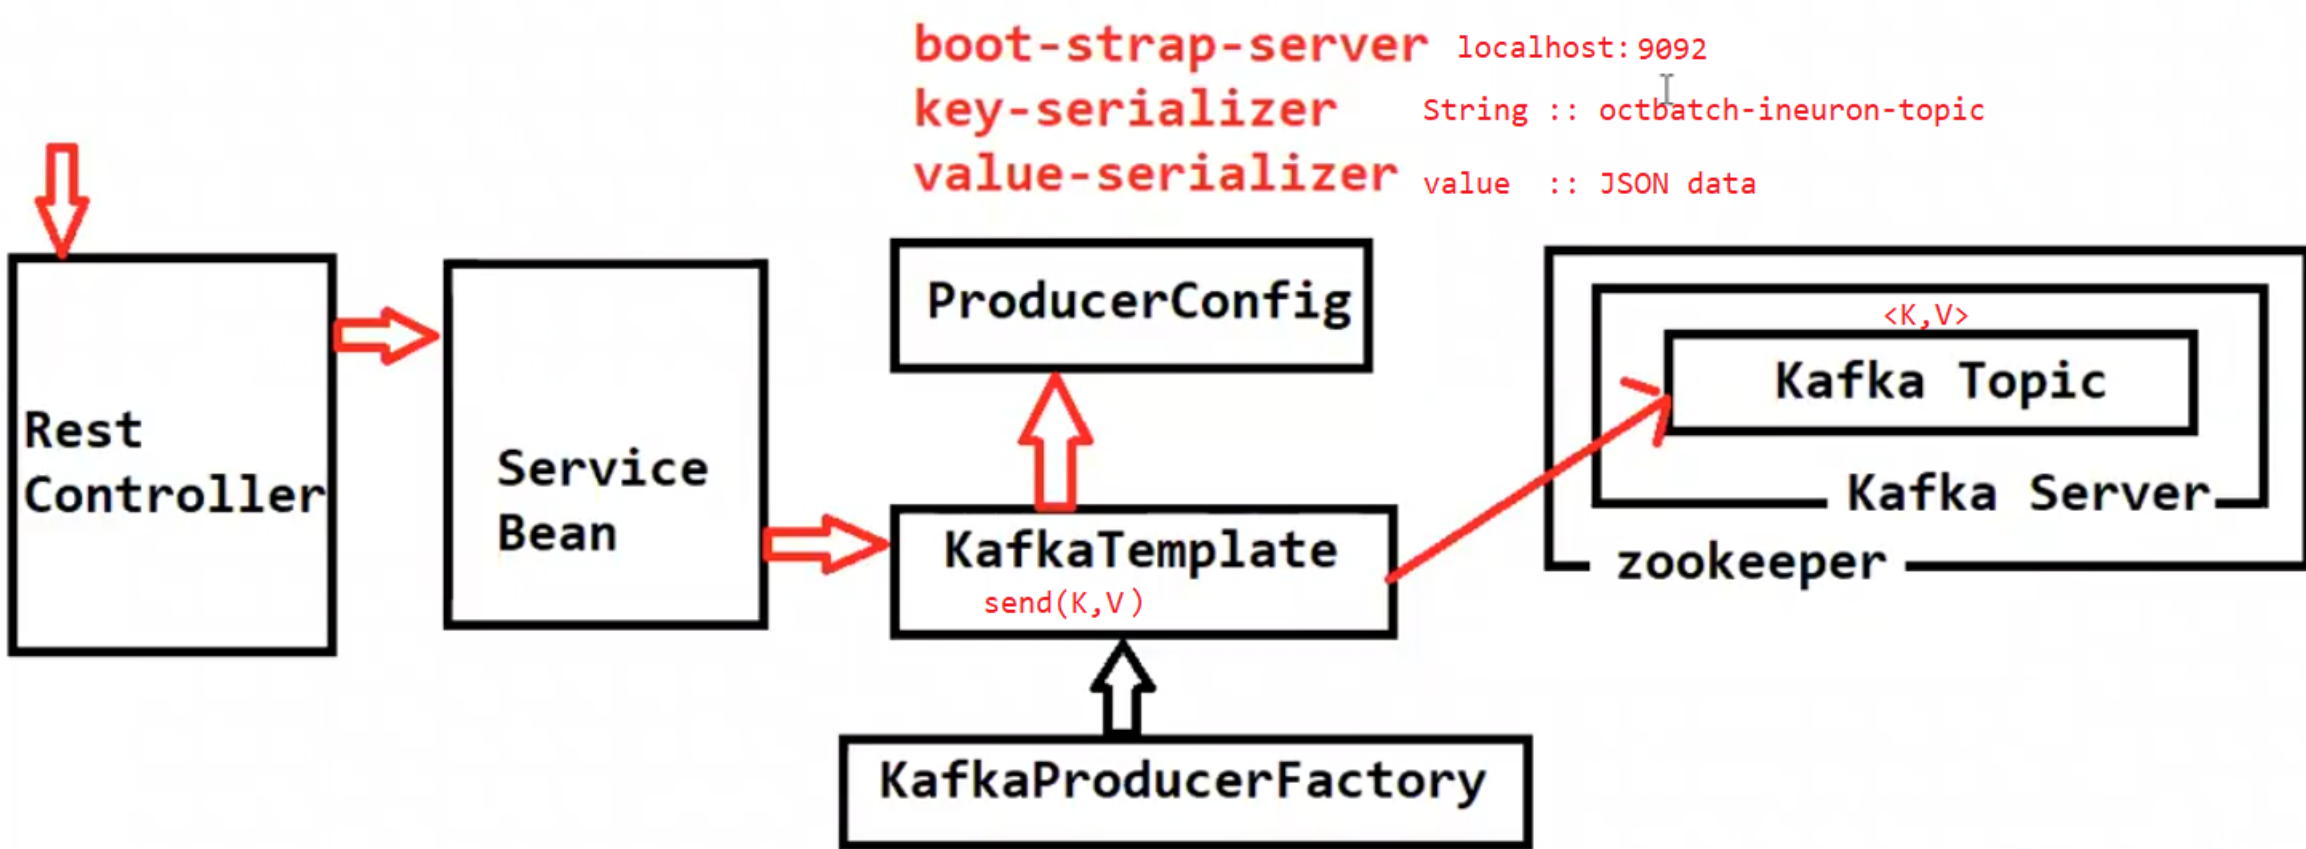 boot-strap-server localhost:9092
key-serializer String :: octbatch-ineuron-topic
value-serializer value :: JSON data
ProducerConfig
<K,V>
Kafka Topic
Rest
Controller
Service
Bean
Kafka Server
KafkaTemplate
zookeeper
send(K,V)
KafkaProducerFactory